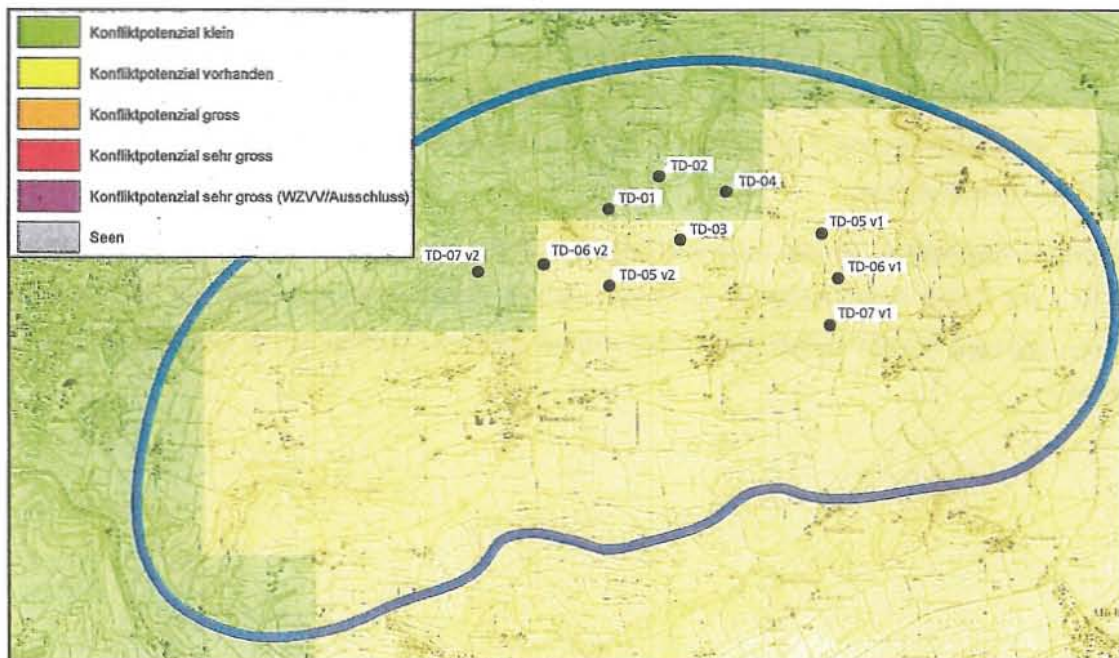 Konfliktpotenzial klein
Konfliktpotenzial vorhanden
Konfliktpotenzial gross
Konfliktpotenzial sehr gross
Konfliktpotenzial sehr gross (WZVV//Ausschluss)
Seen
TD-02
TD-04
TD-01
TD-03
TD-05 v1
TD-07 v2
TD-06 v2
TD-06 v1
TD-05 v2
TD-07 v1